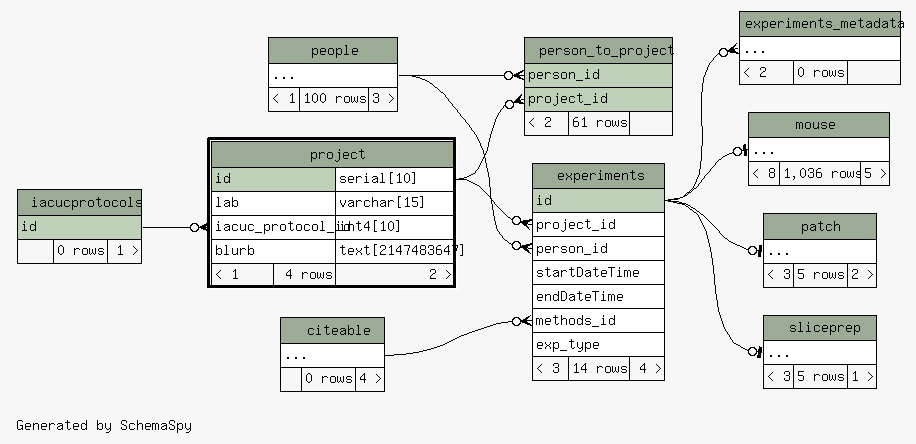 people
...
< 1 100 rows 3 >
person_to_project
person_id
project_id
< 2 61 rows
experiments_metadata
...
< 2 0 rows
mouse
...
< 8 1,036 rows 5 >
project
id serial[10]
lab varchar[15]
iacuc_protocol_id int4[10]
blurb text[2147483647]
< 1 4 rows 2 >
iacucprotocols
id
0 rows 1 >
experiments
id
project_id
person_id
startDateTime
endDateTime
methods_id
exp_type
< 3 14 rows 4 >
patch
...
< 3 5 rows 2 >
citeable
...
0 rows 4 >
sliceprep
...
< 3 5 rows 1 >
Generated by SchemaSpy